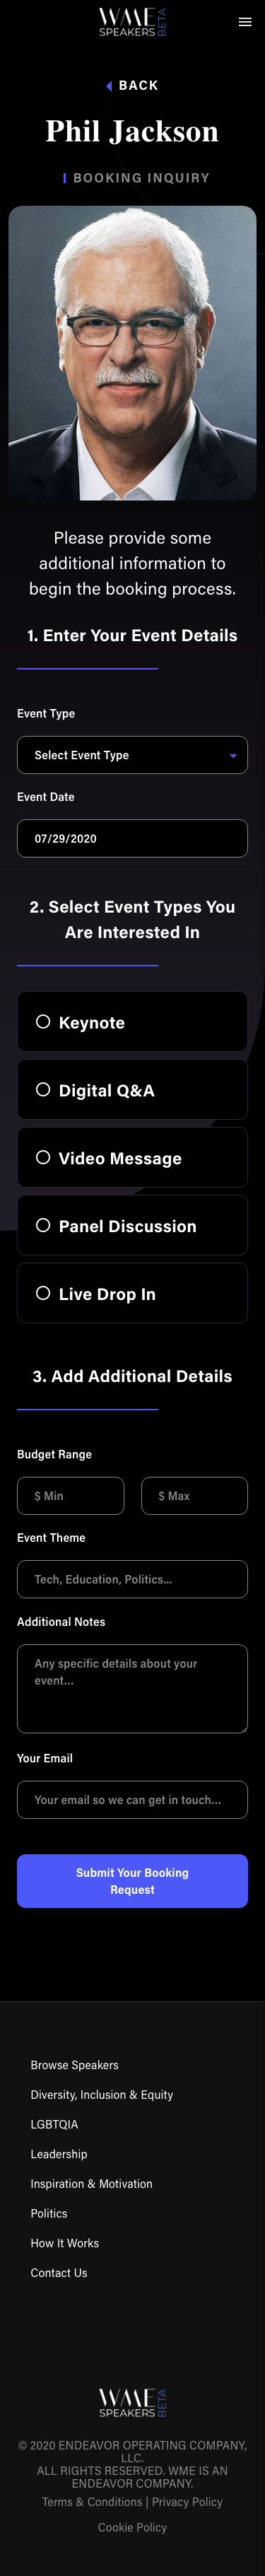 WME
SPEAKERS
BETA
BACK
Phil Jackson
BOOKING INQUIRY
Please provide some
additional information to
begin the booking process.
1. Enter Your Event Details
Event Type
Select Event Type
Event Date
07/29/2020
2. Select Event Types You
Are Interested In
Keynote
Digital Q&A
Video Message
Panel Discussion
Live Drop In
3. Add Additional Details
Budget Range
$ Min $ Max
Event Theme
Tech, Education, Politics...
Additional Notes
Any specific details about your
event...
Your Email
Your email so we can get in touch...
Submit Your Booking
Request
Browse Speakers
Diversity, Inclusion & Equity
LGBTQIA
Leadership
Inspiration & Motivation
Politics
How It Works
Contact Us
WME
SPEAKERS
BETA
© 2020 ENDEAVOR OPERATING COMPANY,
LLC.
ALL RIGHTS RESERVED. WME IS AN
ENDEAVOR COMPANY.
Terms & Conditions | Privacy Policy
Cookie Policy